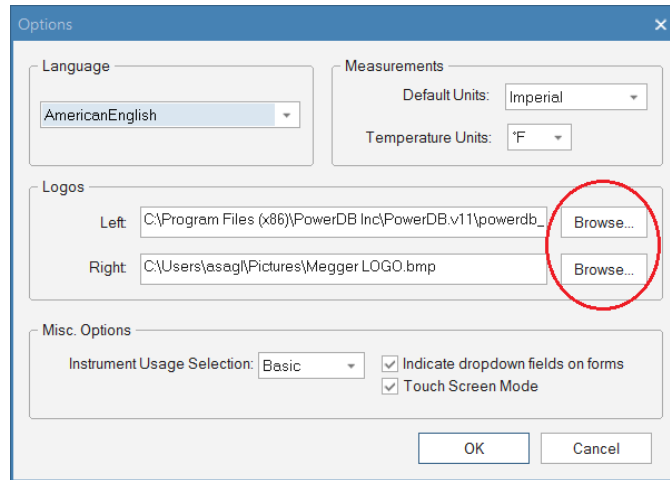 Options
Language
AmericanEnglish
Measurements
Default Units: Imperial
Temperature Units: °F
Logos
Left: C:\Program Files (x86)\PowerDB Inc\PowerDB.v11\powerdb_ Browse...
Right: C:\Users\asagl\Pictures\Megger LOGO.bmp Browse...
Misc. Options
Instrument Usage Selection: Basic
Indicate dropdown fields on forms
Touch Screen Mode
OK Cancel